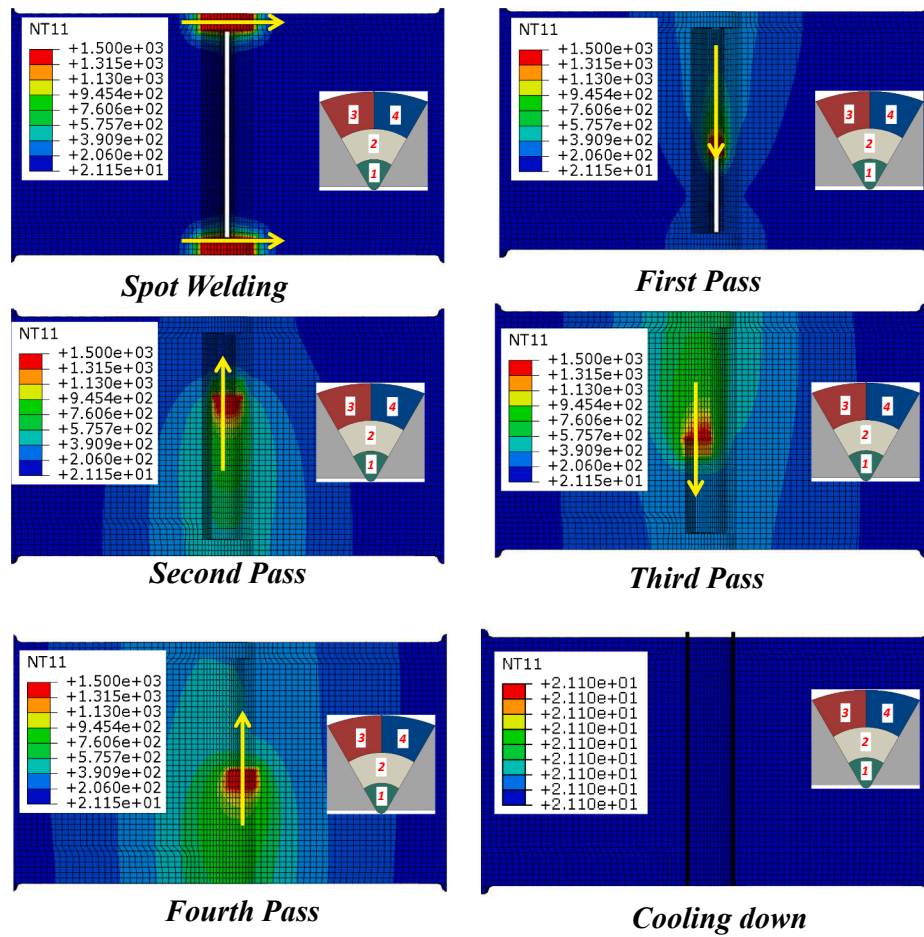 NT11
+1.500e+03
+1.315e+03
+1.130e+03
+9.454e+02
+7.606e+02
+5.757e+02
+3.909e+02
+2.060e+02
+2.115e+01
3
4
2
1
Spot Welding
NT11
+1.500e+03
+1.315e+03
+1.130e+03
+9.454e+02
+7.606e+02
+5.757e+02
+3.909e+02
+2.060e+02
+2.115e+01
3
4
2
1
First Pass
NT11
+1.500e+03
+1.315e+03
+1.130e+03
+9.454e+02
+7.606e+02
+5.757e+02
+3.909e+02
+2.060e+02
+2.115e+01
3
4
2
1
Second Pass
NT11
+1.500e+03
+1.315e+03
+1.130e+03
+9.454e+02
+7.606e+02
+5.757e+02
+3.909e+02
+2.060e+02
+2.115e+01
3
4
2
1
Third Pass
NT11
+1.500e+03
+1.315e+03
+1.130e+03
+9.454e+02
+7.606e+02
+5.757e+02
+3.909e+02
+2.060e+02
+2.115e+01
3
4
2
1
Fourth Pass
NT11
+2.110e+01
+2.110e+01
+2.110e+01
+2.110e+01
+2.110e+01
+2.110e+01
+2.110e+01
+2.110e+01
3
4
2
1
Cooling down